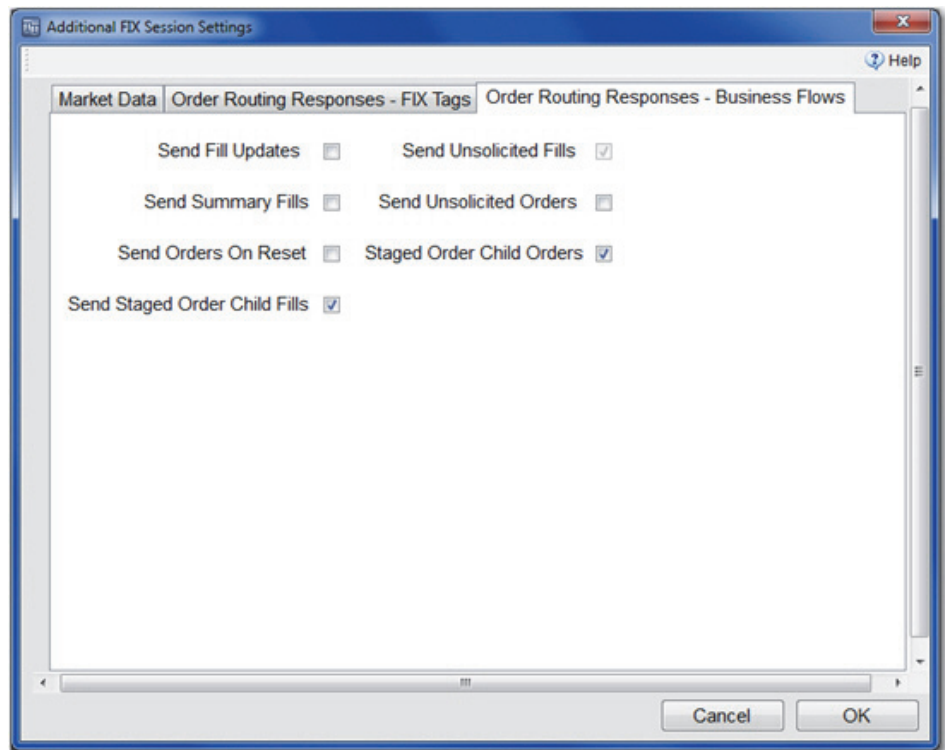 Additional FIX Session Settings
Help
Market Data
Order Routing Responses - FIX Tags
Order Routing Responses - Business Flows
Send Fill Updates
Send Unsolicited Fills
Send Summary Fills
Send Unsolicited Orders
Send Orders On Reset
Staged Order Child Orders
Send Staged Order Child Fills
Cancel
OK